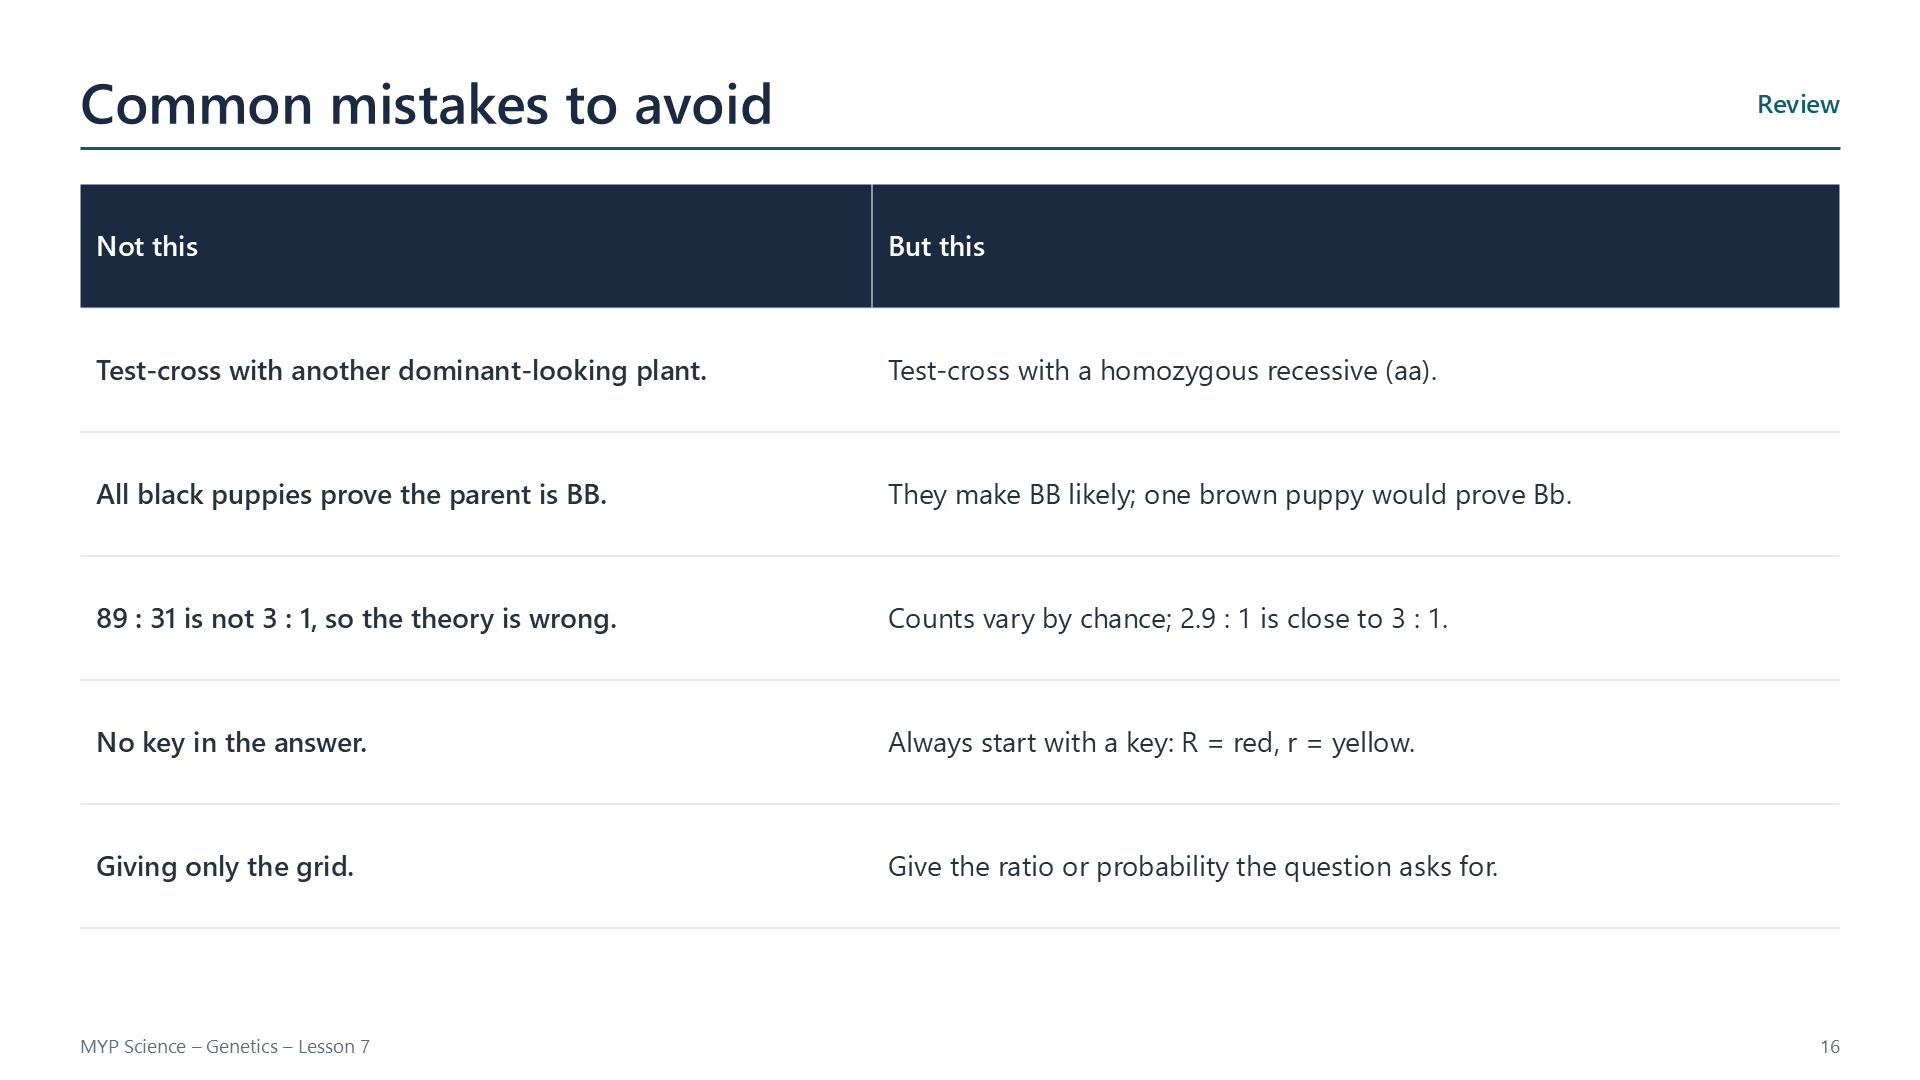 Common mistakes to avoid
Review
Not this
But this
Test-cross with another dominant-looking plant.
Test-cross with a homozygous recessive (aa).
All black puppies prove the parent is BB.
They make BB likely; one brown puppy would prove Bb.
89 : 31 is not 3 : 1, so the theory is wrong.
Counts vary by chance; 2.9 : 1 is close to 3 : 1.
No key in the answer.
Always start with a key: R = red, r = yellow.
Giving only the grid.
Give the ratio or probability the question asks for.
MYP Science – Genetics – Lesson 7
16